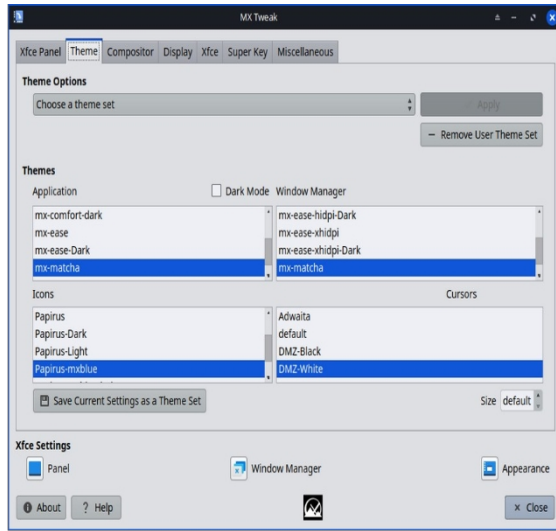 MX Tweak
Xfce Panel Theme Compositor Display Xfce Super Key Miscellaneous
Theme Options
Choose a theme set
Apply
Remove User Theme Set
Themes
Application
Dark Mode
Window Manager
mx-comfort-dark
mx-ease
mx-ease-Dark
mx-matcha
mx-ease-hidpi-Dark
mx-ease-xhidpi
mx-ease-xhidpi-Dark
mx-matcha
Icons
Cursors
Papirus
Papirus-Dark
Papirus-Light
Papirus-mxblue
Adwaita
default
DMZ-Black
DMZ-White
Save Current Settings as a Theme Set
Size default
Xfce Settings
Panel
Window Manager
Appearance
About
? Help
Close